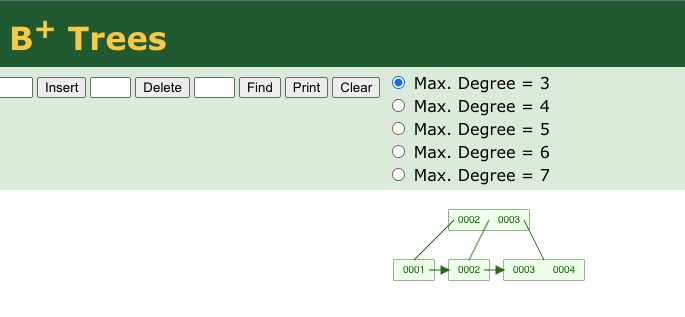 B+ Trees
Insert Delete Find Print Clear
Max. Degree = 3
Max. Degree = 4
Max. Degree = 5
Max. Degree = 6
Max. Degree = 7
0002 0003
0001 0002 0003 0004